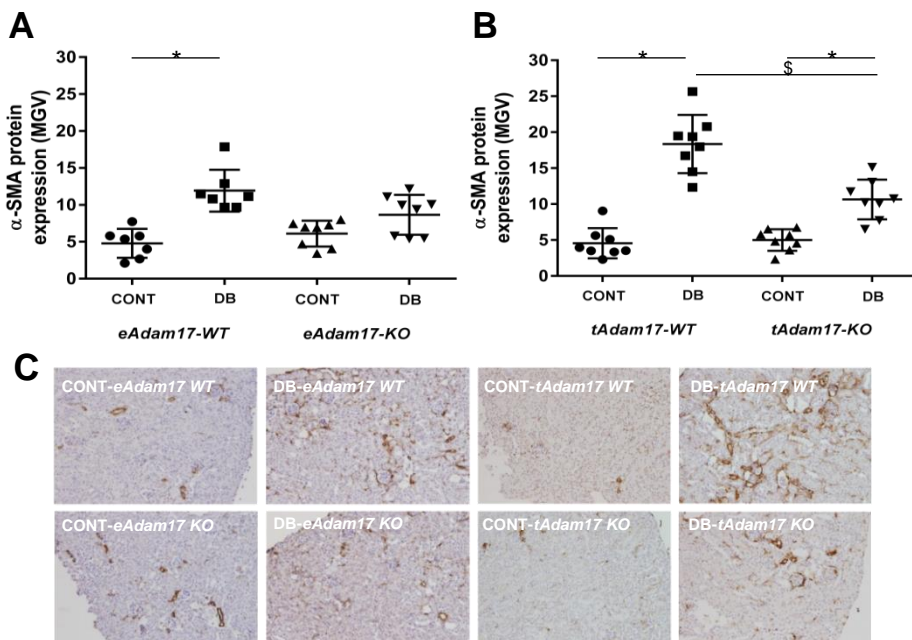 A
α-SMA protein
expression (MGV)
30
25
20
15
10
5
0
*
CONT
DB
CONT
DB
eAdam17-WT
eAdam17-KO
B
α-SMA protein
expression (MGV)
30
25
20
15
10
5
0
*
*
$
CONT
DB
CONT
DB
tAdam17-WT
tAdam17-KO
C
CONT-eAdam17 WT
DB-eAdam17 WT
CONT-tAdam17 WT
DB-tAdam17 WT
CONT-eAdam17 KO
DB-eAdam17 KO
CONT-tAdam17 KO
DB-tAdam17 KO